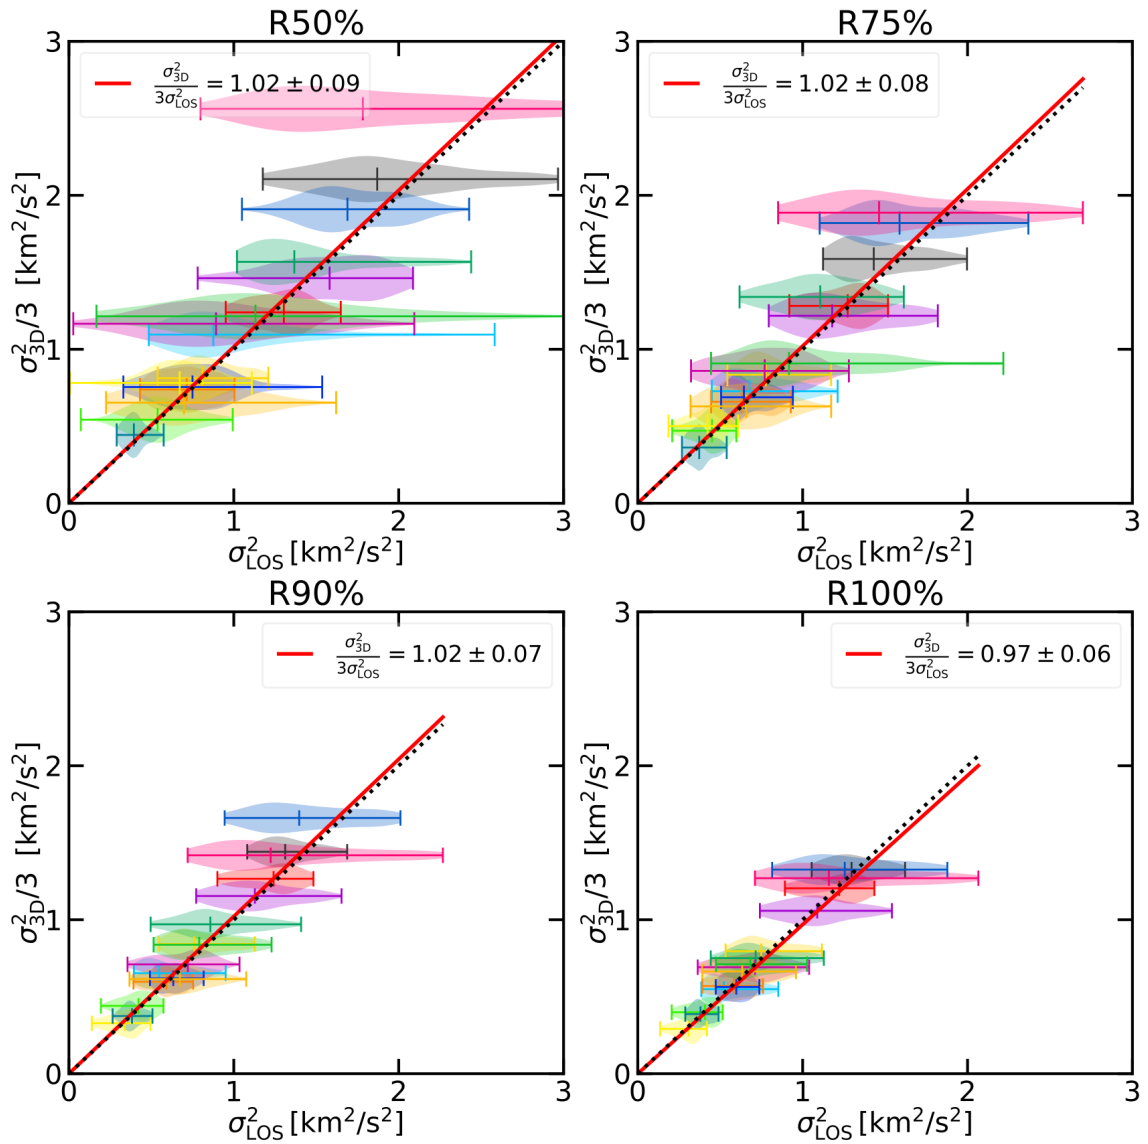 R50%
σ²3D / 3σ²LOS = 1.02 ± 0.09
3
2
1
0
σ²3D/3 [km²/s²]
0 1 2 3
σ²LOS [km²/s²]
R75%
σ²3D / 3σ²LOS = 1.02 ± 0.08
3
2
1
0
σ²3D/3 [km²/s²]
0 1 2 3
σ²LOS [km²/s²]
R90%
σ²3D / 3σ²LOS = 1.02 ± 0.07
3
2
1
0
σ²3D/3 [km²/s²]
0 1 2 3
σ²LOS [km²/s²]
R100%
σ²3D / 3σ²LOS = 0.97 ± 0.06
3
2
1
0
σ²3D/3 [km²/s²]
0 1 2 3
σ²LOS [km²/s²]